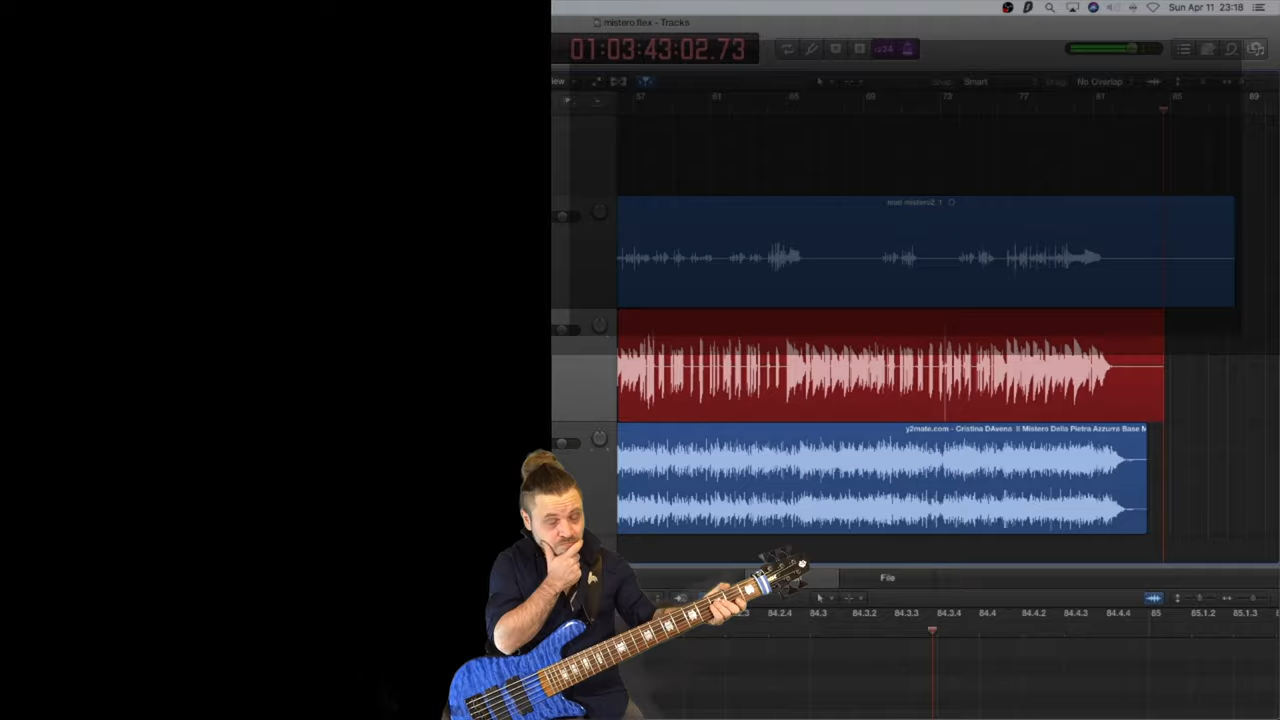 Sun Apr 11 23:18
mistero flex - Tracks
01:03:43:02.73
1234
Snap: Smart
Drag: No Overlap
57 61 65 69 73 77 81 85 89
y2mate.com - Cristina DAvena Il Mistero Della Pietra Azzurra Base M
File
84.2.4 84.3 84.3.2 84.3.3 84.3.4 84.4 84.4.2 84.4.3 84.4.4 85 85.1.2 85.1.3